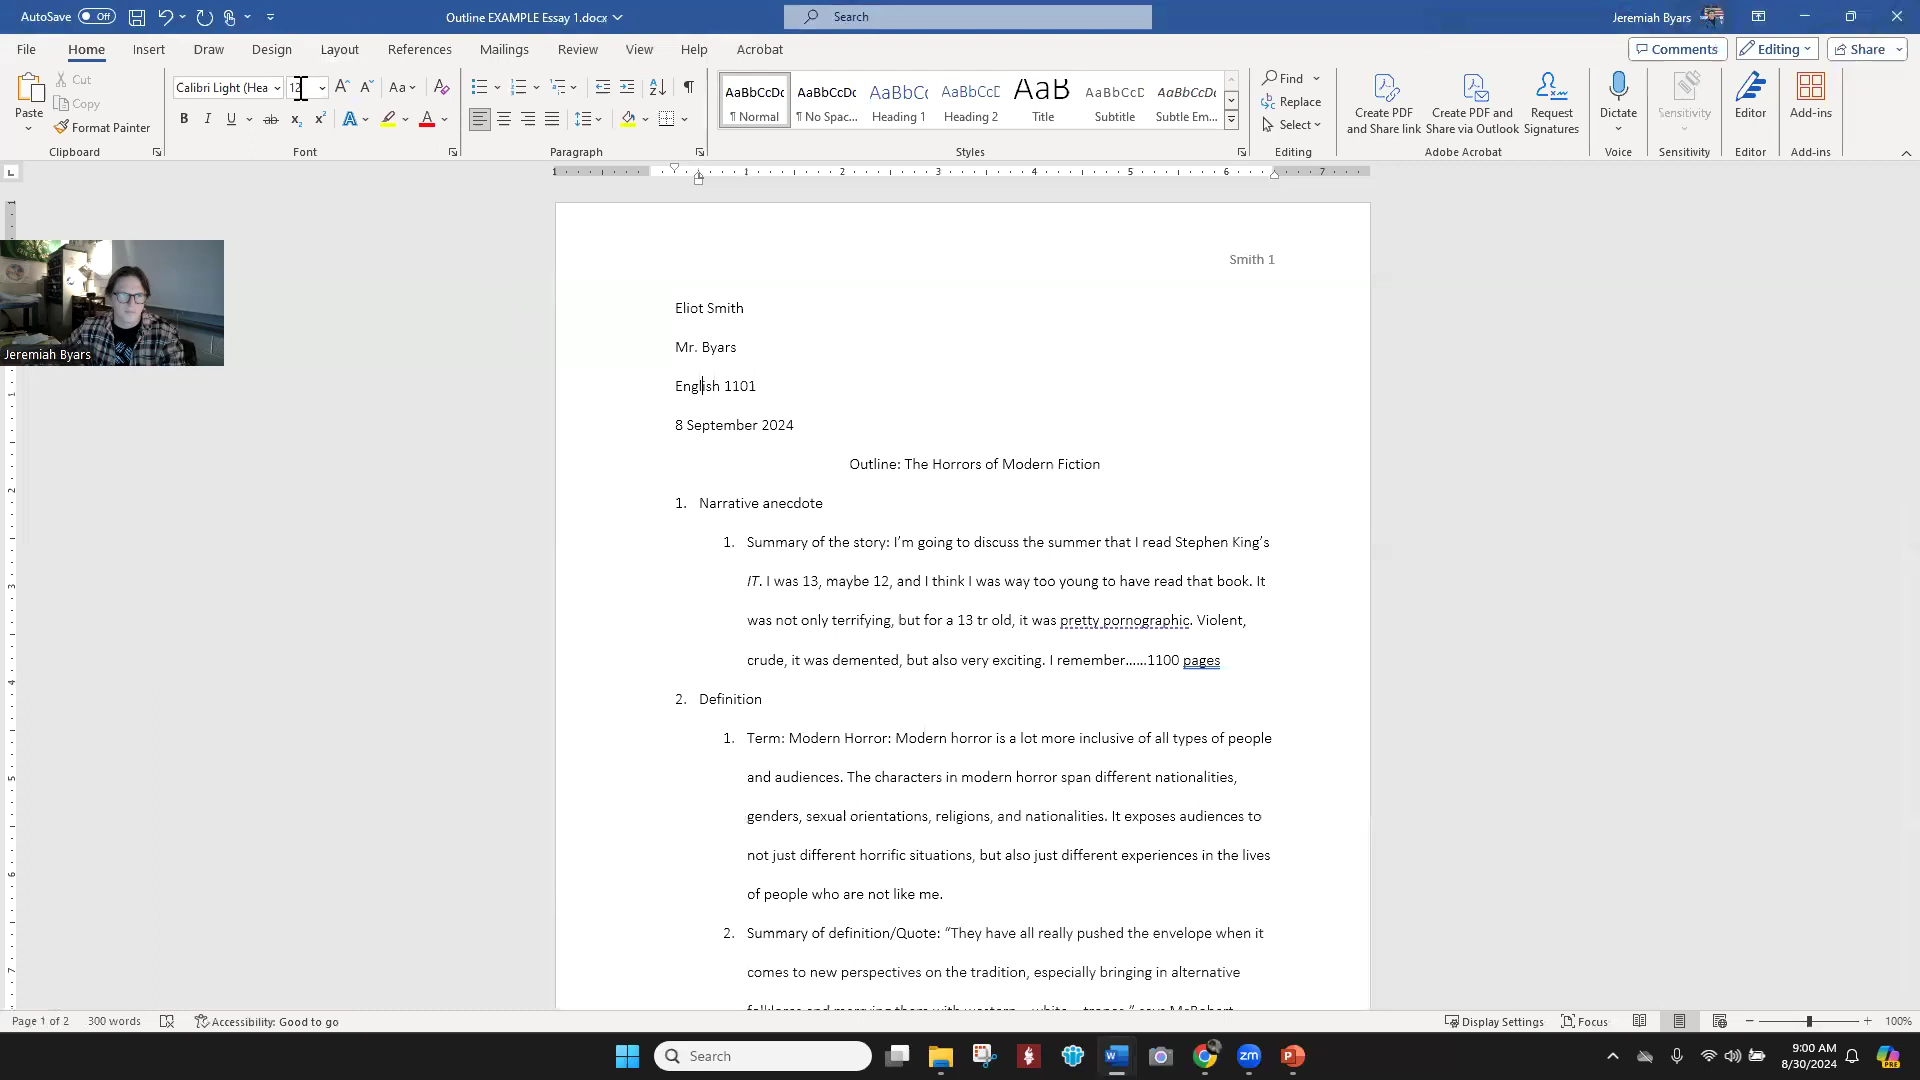 AutoSave Off
Outline EXAMPLE Essay 1.docx
Search
Jeremiah Byars
File Home Insert Draw Design Layout References Mailings Review View Help Acrobat
Comments Editing Share
Paste
Cut
Copy
Format Painter
Clipboard
Calibri Light (Hea 12
Font
Paragraph
AaBbCcDc ¶ Normal
AaBbCcDc ¶ No Spac...
AaBbC Heading 1
AaBbCcD Heading 2
AaB Title
AaBbCcD Subtitle
AaBbCcDc Subtle Em...
Styles
Find
Replace
Select
Editing
Create PDF and Share link
Create PDF and Share via Outlook
Request Signatures
Adobe Acrobat
Dictate
Voice
Sensitivity
Sensitivity
Editor
Editor
Add-ins
Add-ins
1 1 2 3 4 5 6 7
Smith 1
Eliot Smith
Mr. Byars
English 1101
8 September 2024
Outline: The Horrors of Modern Fiction
1. Narrative anecdote
1. Summary of the story: I’m going to discuss the summer that I read Stephen King’s
IT. I was 13, maybe 12, and I think I was way too young to have read that book. It
was not only terrifying, but for a 13 tr old, it was pretty pornographic. Violent,
crude, it was demented, but also very exciting. I remember……1100 pages
2. Definition
1. Term: Modern Horror: Modern horror is a lot more inclusive of all types of people
and audiences. The characters in modern horror span different nationalities,
genders, sexual orientations, religions, and nationalities. It exposes audiences to
not just different horrific situations, but also just different experiences in the lives
of people who are not like me.
2. Summary of definition/Quote: “They have all really pushed the envelope when it
comes to new perspectives on the tradition, especially bringing in alternative
Jeremiah Byars
Page 1 of 2 300 words Accessibility: Good to go
Display Settings Focus 100%
Search
9:00 AM
8/30/2024